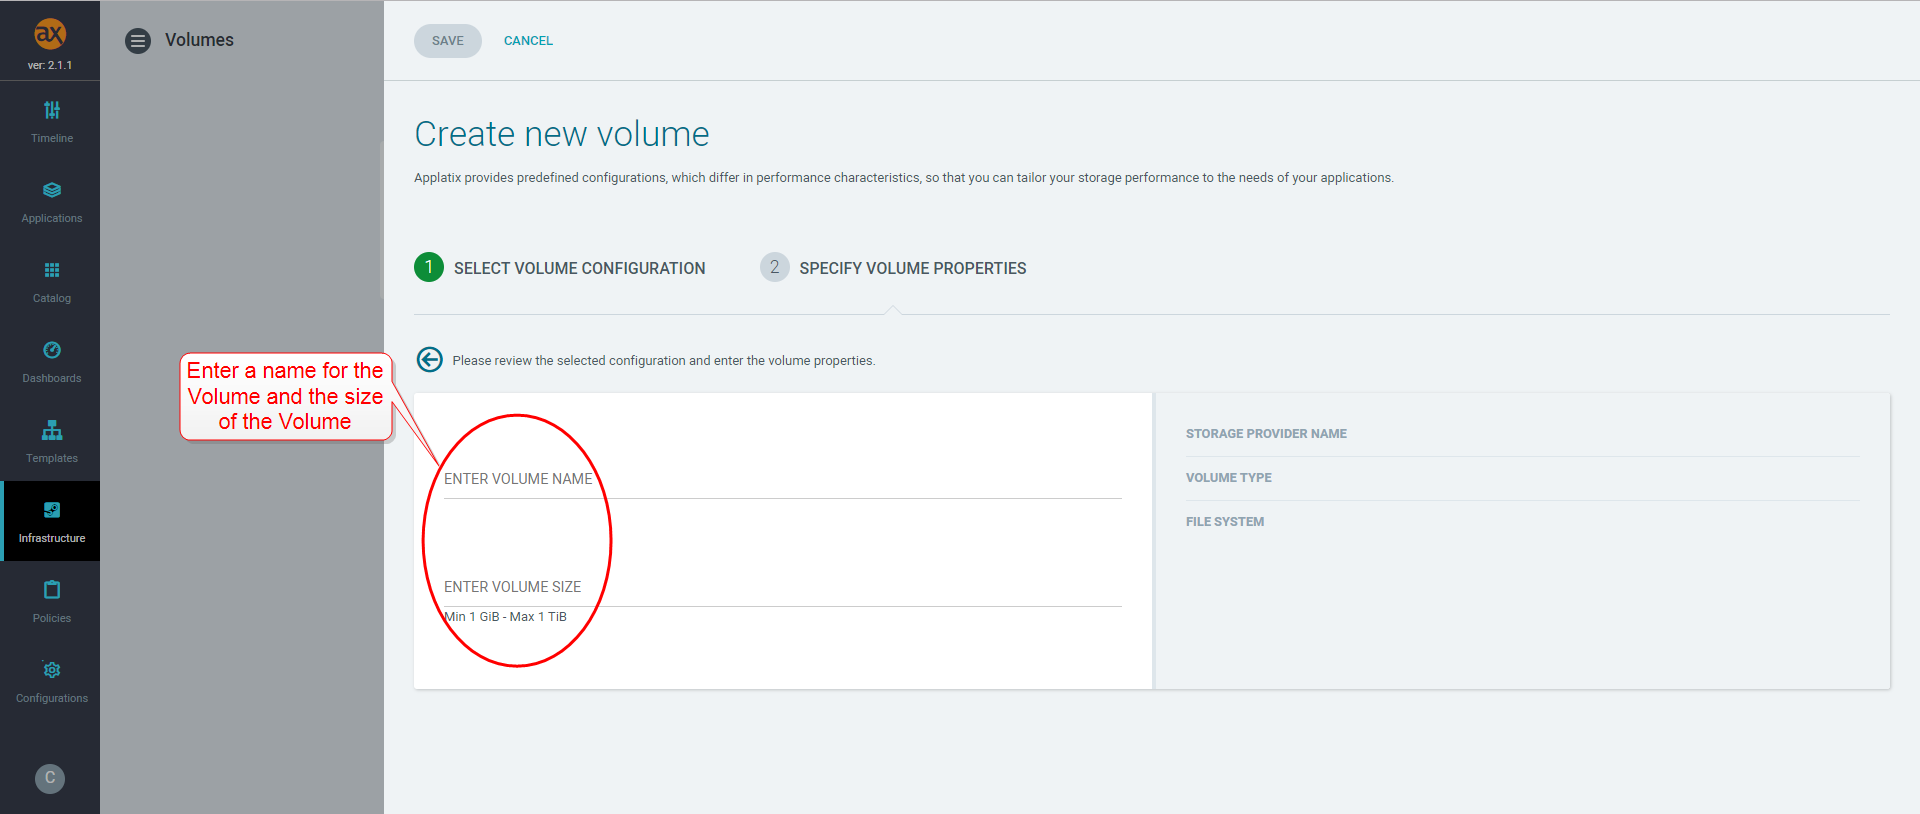 ax
ver: 2.1.1
Timeline
Applications
Catalog
Dashboards
Templates
Infrastructure
Policies
Configurations
C
Volumes
SAVE CANCEL
Create new volume
Applatix provides predefined configurations, which differ in performance characteristics, so that you can tailor your storage performance to the needs of your applications.
1 SELECT VOLUME CONFIGURATION 2 SPECIFY VOLUME PROPERTIES
Please review the selected configuration and enter the volume properties.
Enter a name for the
Volume and the size
of the Volume
ENTER VOLUME NAME
ENTER VOLUME SIZE
Min 1 GiB - Max 1 TiB
STORAGE PROVIDER NAME
VOLUME TYPE
FILE SYSTEM